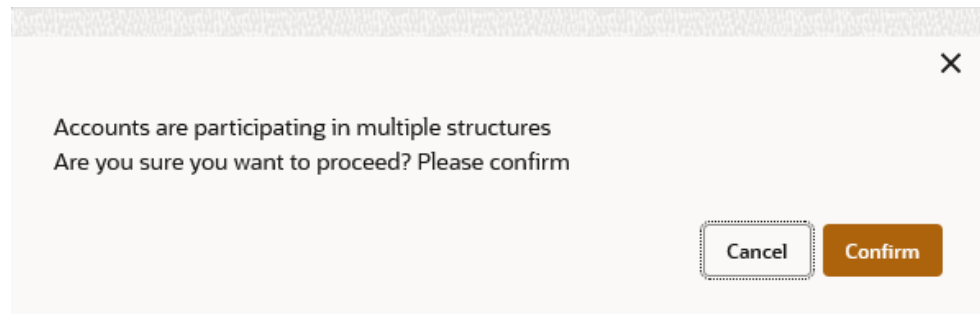 Accounts are participating in multiple structures
Are you sure you want to proceed? Please confirm
Cancel
Confirm